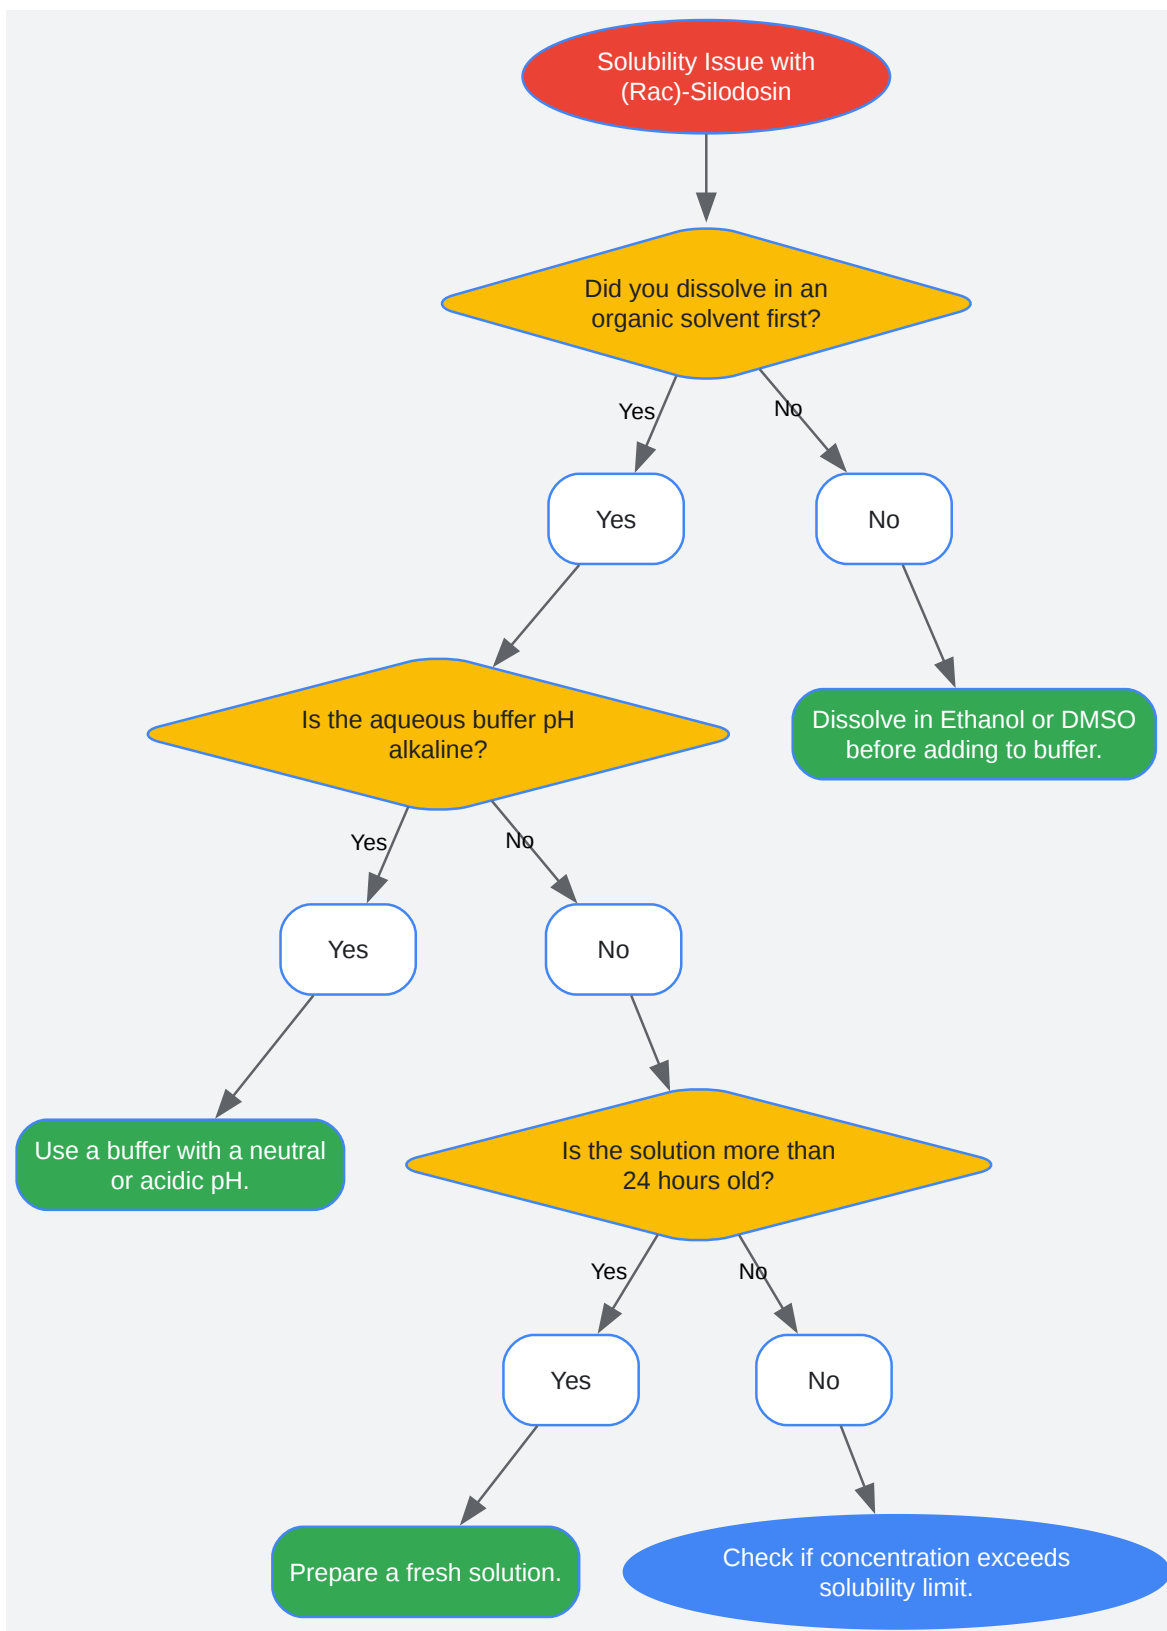 Solubility Issue with
(Rac)-Silodosin
Did you dissolve in an
organic solvent first?
Yes
No
Yes
No
Is the aqueous buffer pH
alkaline?
Dissolve in Ethanol or DMSO
before adding to buffer.
Yes
No
Yes
No
Use a buffer with a neutral
or acidic pH.
Is the solution more than
24 hours old?
Yes
No
Yes
No
Prepare a fresh solution.
Check if concentration exceeds
solubility limit.